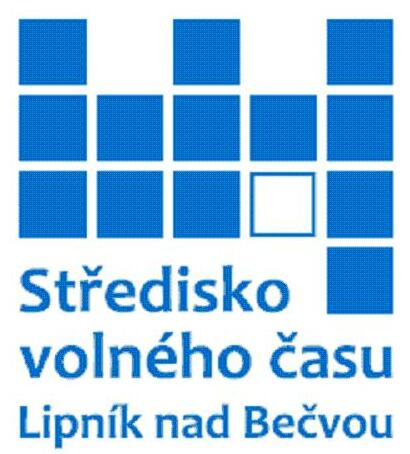 Středisko
volného času
Lipník nad Bečvou